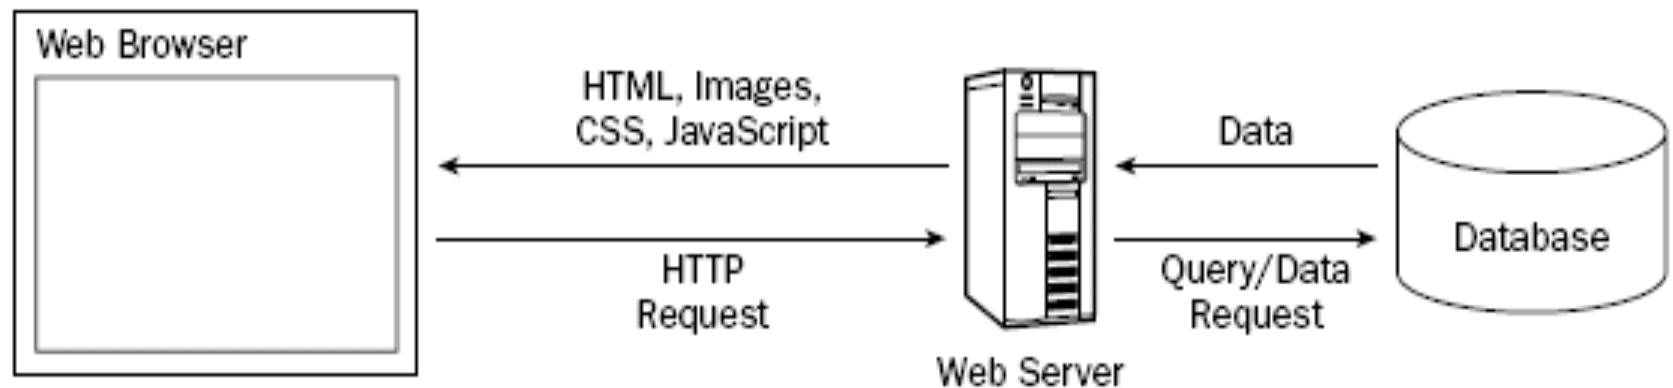 Web Browser
HTML, Images,
CSS, JavaScript
HTTP
Request
Web Server
Data
Query/Data
Request
Database